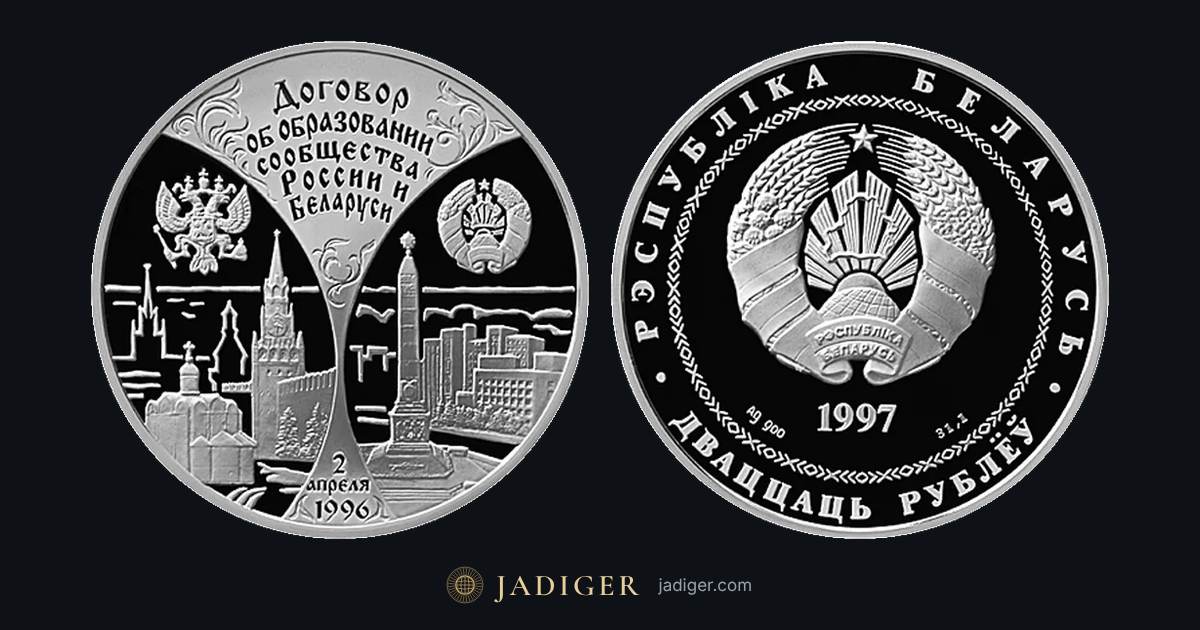 Договор
об образовании
сообщества
России и
Беларуси
2
апреля
1996
РЭСПУБЛІКА БЕЛАРУСЬ
РЭСПУБЛІКА
БЕЛАРУСЬ
Ag 900
1997
31,1
ДВАЦЦАЦЬ РУБЛЁЎ
JADIGER
jadiger.com